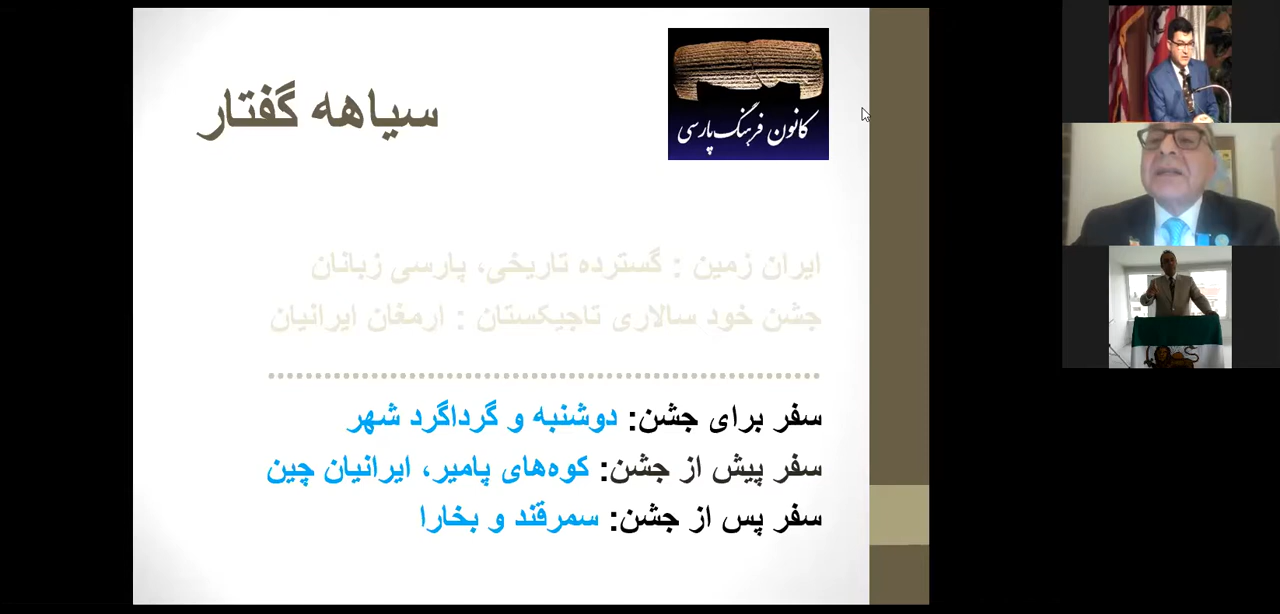 سیاهه گفتار
کانون فرهنگ پارسی
ایران زمین : گسترده تاریخی، پارسی زبانان
جشن خود سالاری تاجیکستان : ارمغان ایرانیان
سفر برای جشن: دوشنبه و گرداگرد شهر
سفر پیش از جشن: کوه‌های پامیر، ایرانیان چین
سفر پس از جشن: سمرقند و بخارا